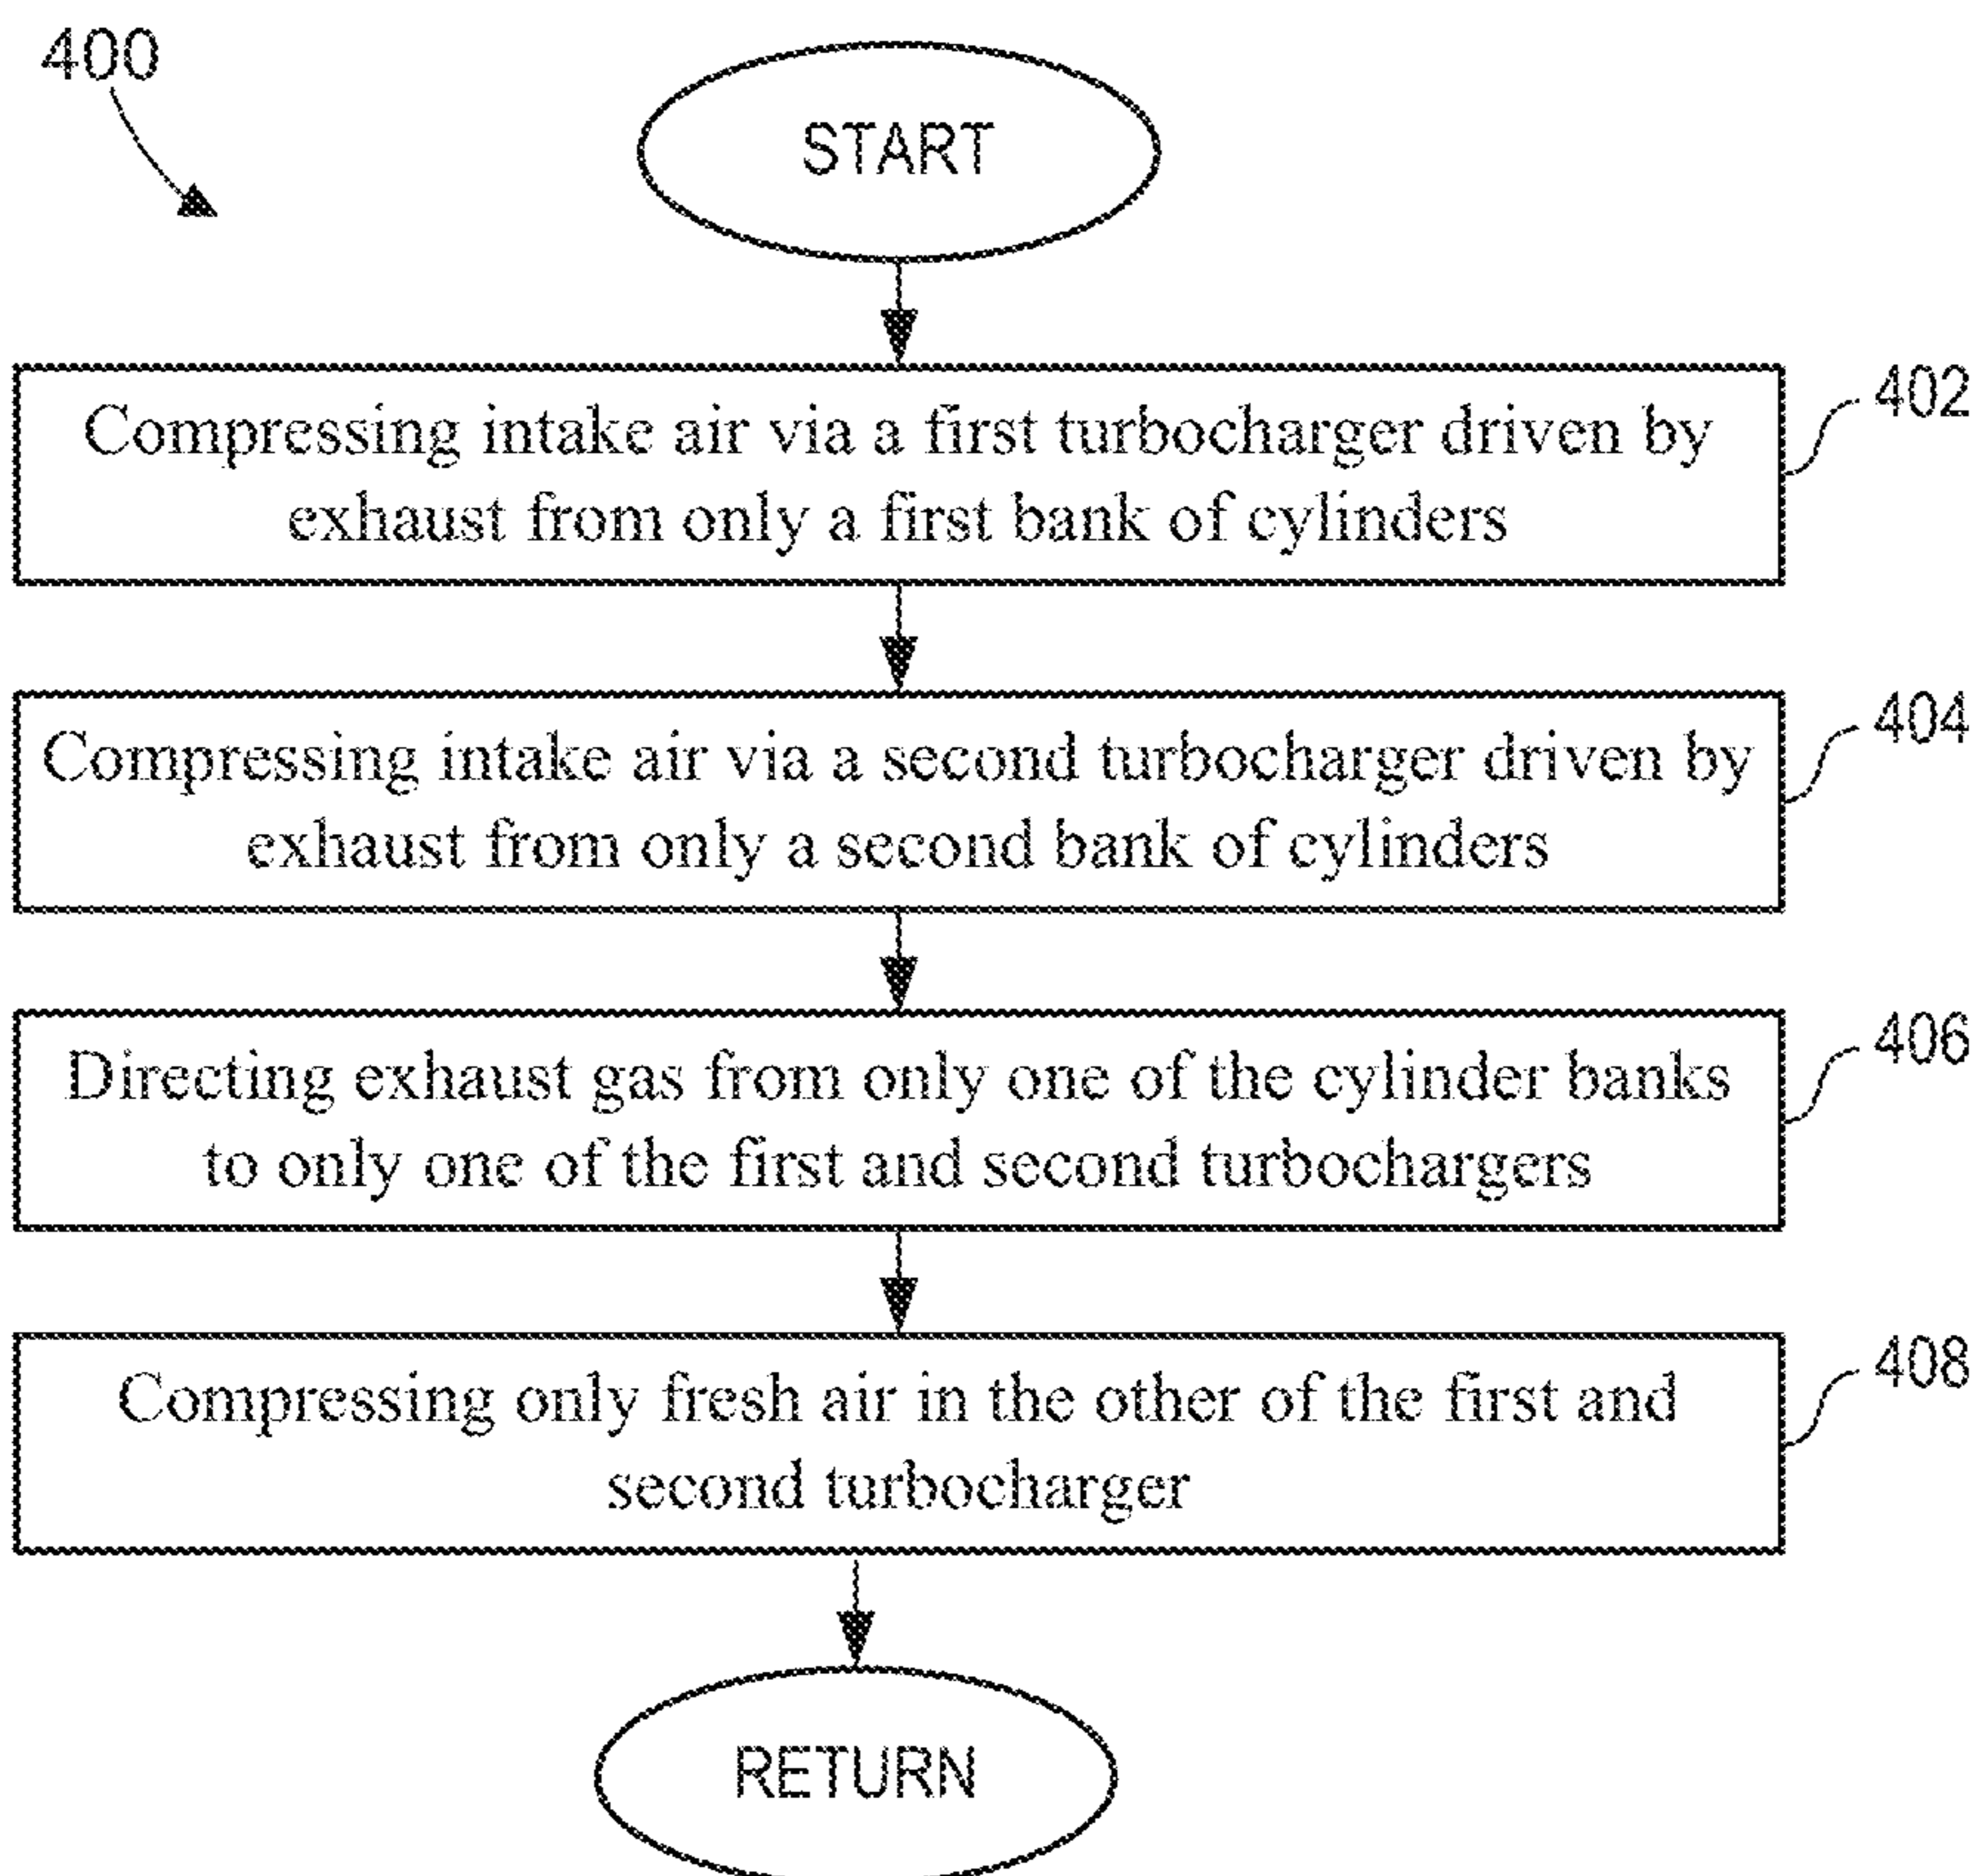 400
START
Compressing intake air via a first turbocharger driven by
exhaust from only a first bank of cylinders
402
Compressing intake air via a second turbocharger driven by
exhaust from only a second bank of cylinders
404
Directing exhaust gas from only one of the cylinder banks
to only one of the first and second turbochargers
406
Compressing only fresh air in the other of the first and
second turbocharger
408
RETURN